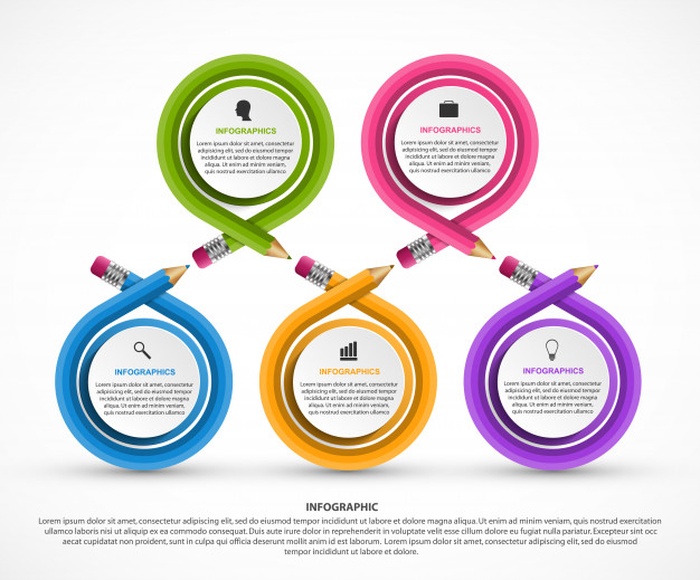 INFOGRAPHICS
Lorem ipsum dolor sit amet, consectetur
adipisicing elit, sed do eiusmod tempor
incididunt ut labore et dolore magna
aliqua. Ut enim ad minim veniam,
quis nostrud exercitation ullamco
INFOGRAPHICS
Lorem ipsum dolor sit amet, consectetur
adipisicing elit, sed do eiusmod tempor
incididunt ut labore et dolore magna
aliqua. Ut enim ad minim veniam,
quis nostrud exercitation ullamco
INFOGRAPHICS
Lorem ipsum dolor sit amet, consectetur
adipisicing elit, sed do eiusmod tempor
incididunt ut labore et dolore magna
aliqua. Ut enim ad minim veniam,
quis nostrud exercitation ullamco
INFOGRAPHICS
Lorem ipsum dolor sit amet, consectetur
adipisicing elit, sed do eiusmod tempor
incididunt ut labore et dolore magna
aliqua. Ut enim ad minim veniam,
quis nostrud exercitation ullamco
INFOGRAPHICS
Lorem ipsum dolor sit amet, consectetur
adipisicing elit, sed do eiusmod tempor
incididunt ut labore et dolore magna
aliqua. Ut enim ad minim veniam,
quis nostrud exercitation ullamco
INFOGRAPHIC
Lorem ipsum dolor sit amet, consectetur adipisicing elit, sed do eiusmod tempor incididunt ut labore et dolore magna aliqua. Ut enim ad minim veniam,
ullamco laboris nisi ut aliquip ex ea commodo consequat. Duis aute irure dolor in reprehenderit in voluptate velit esse cillum dolore eu fugiat nulla pariatur. Excepteur sint occ
aecat cupidatat non proident, sunt in culpa qui officia deserunt mollit anim id est laborum. Lorem ipsum dolor sit amet, consectetur adipisicing elit, sed do eiusmod
tempor incididunt ut labore et dolore.